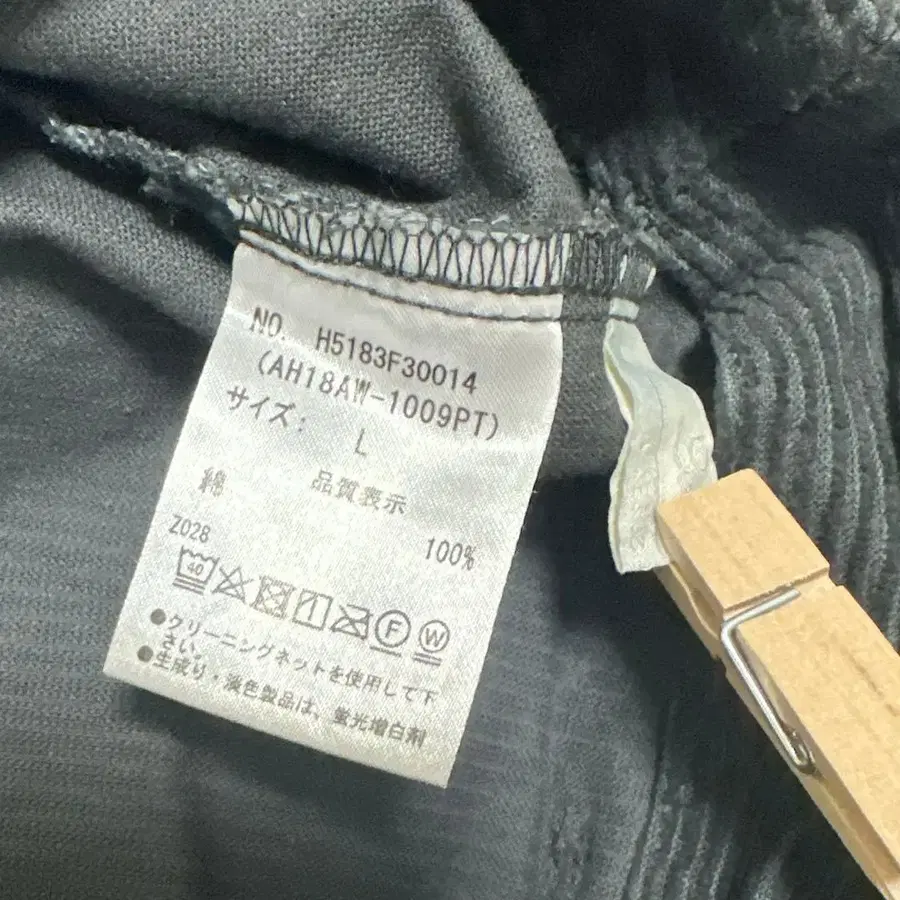 NO. H5183F30014
(AH18AW-1009PT)
サイズ: L
品質表示
綿 100%
Z028
40 F W
●クリーニングネットを使用して下
さい。
●生成り・淡色製品は、蛍光増白剤